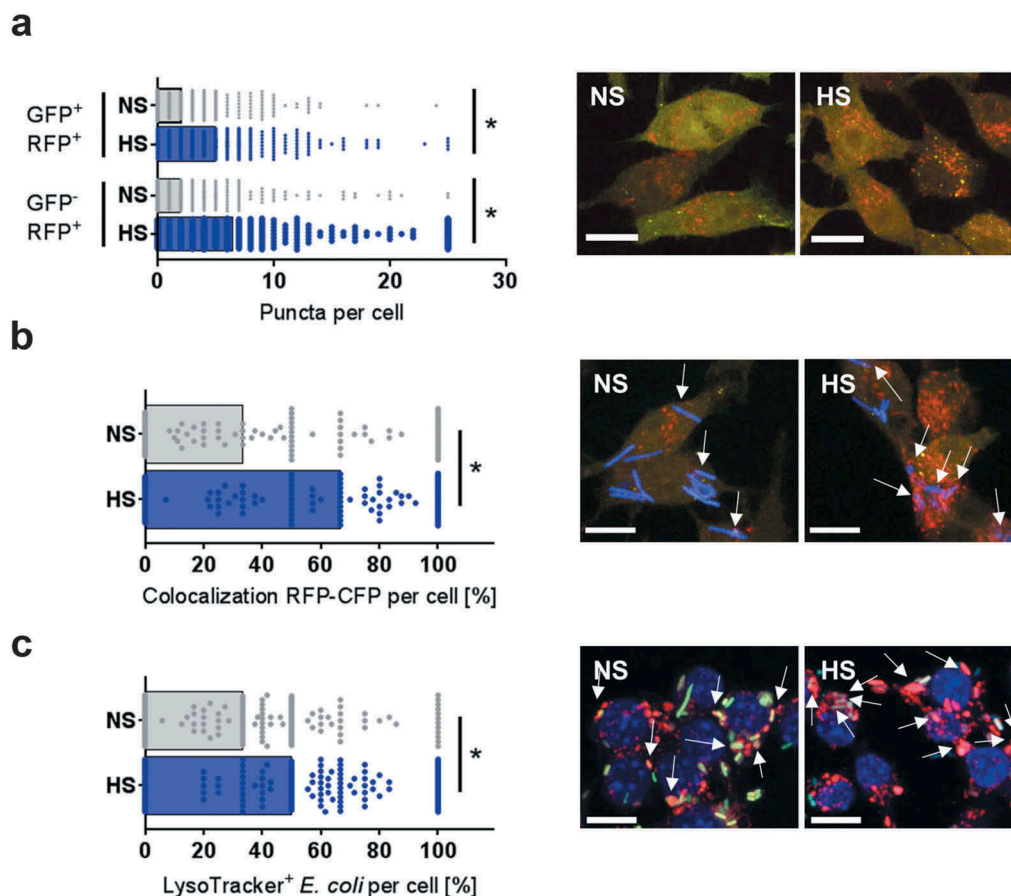 a
GFP⁺
RFP⁺
NS
HS
*
GFP⁻
RFP⁺
NS
HS
*
0 10 20 30
Puncta per cell
NS
HS
b
NS
HS
*
0 20 40 60 80 100
Colocalization RFP-CFP per cell [%]
NS
HS
c
NS
HS
*
0 20 40 60 80 100
LysoTracker⁺ E. coli per cell [%]
NS
HS